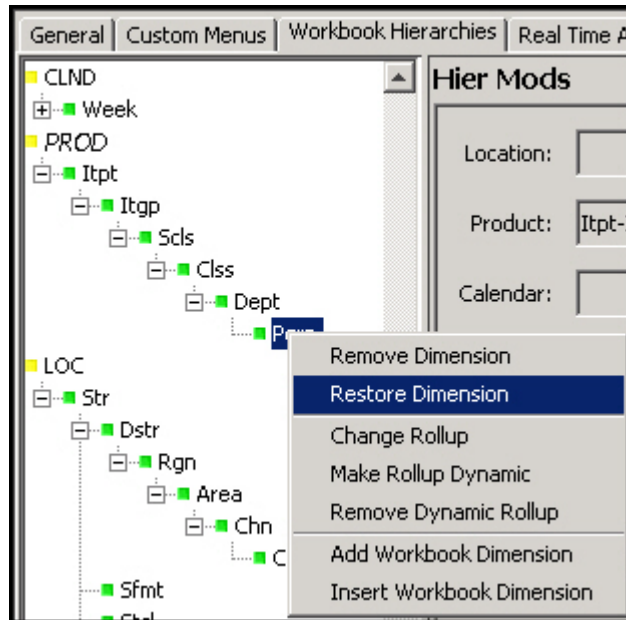 General Custom Menus Workbook Hierarchies Real Time A
CLND
Week
PROD
Itpt
Itgp
Scls
Clss
Dept
LOC
Str
Dstr
Rgn
Area
Chn
C
Sfmt
Hier Mods
Location:
Product: Itpt-
Calendar:
Remove Dimension
Restore Dimension
Change Rollup
Make Rollup Dynamic
Remove Dynamic Rollup
Add Workbook Dimension
Insert Workbook Dimension